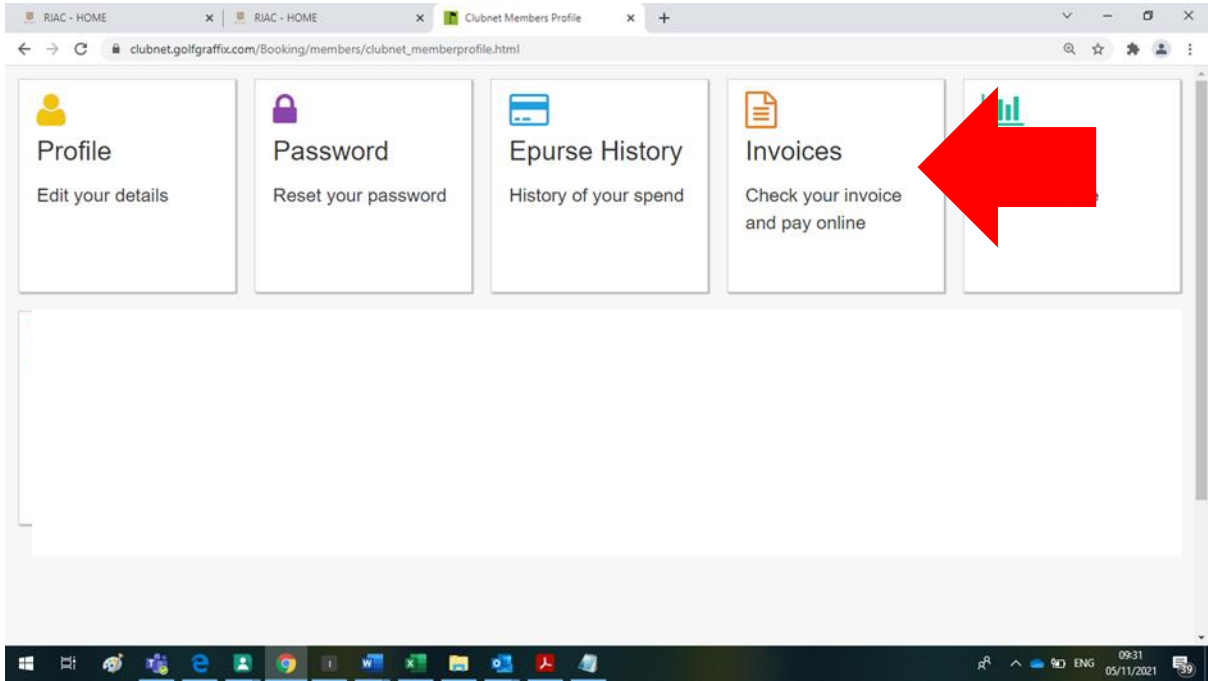 RIAC - HOME
RIAC - HOME
Clubnet Members Profile
clubnet.golfgraffix.com/Booking/members/clubnet_memberprofile.html
Profile
Edit your details
Password
Reset your password
Epurse History
History of your spend
Invoices
Check your invoice
and pay online
ENG
09:31
05/11/2021
39